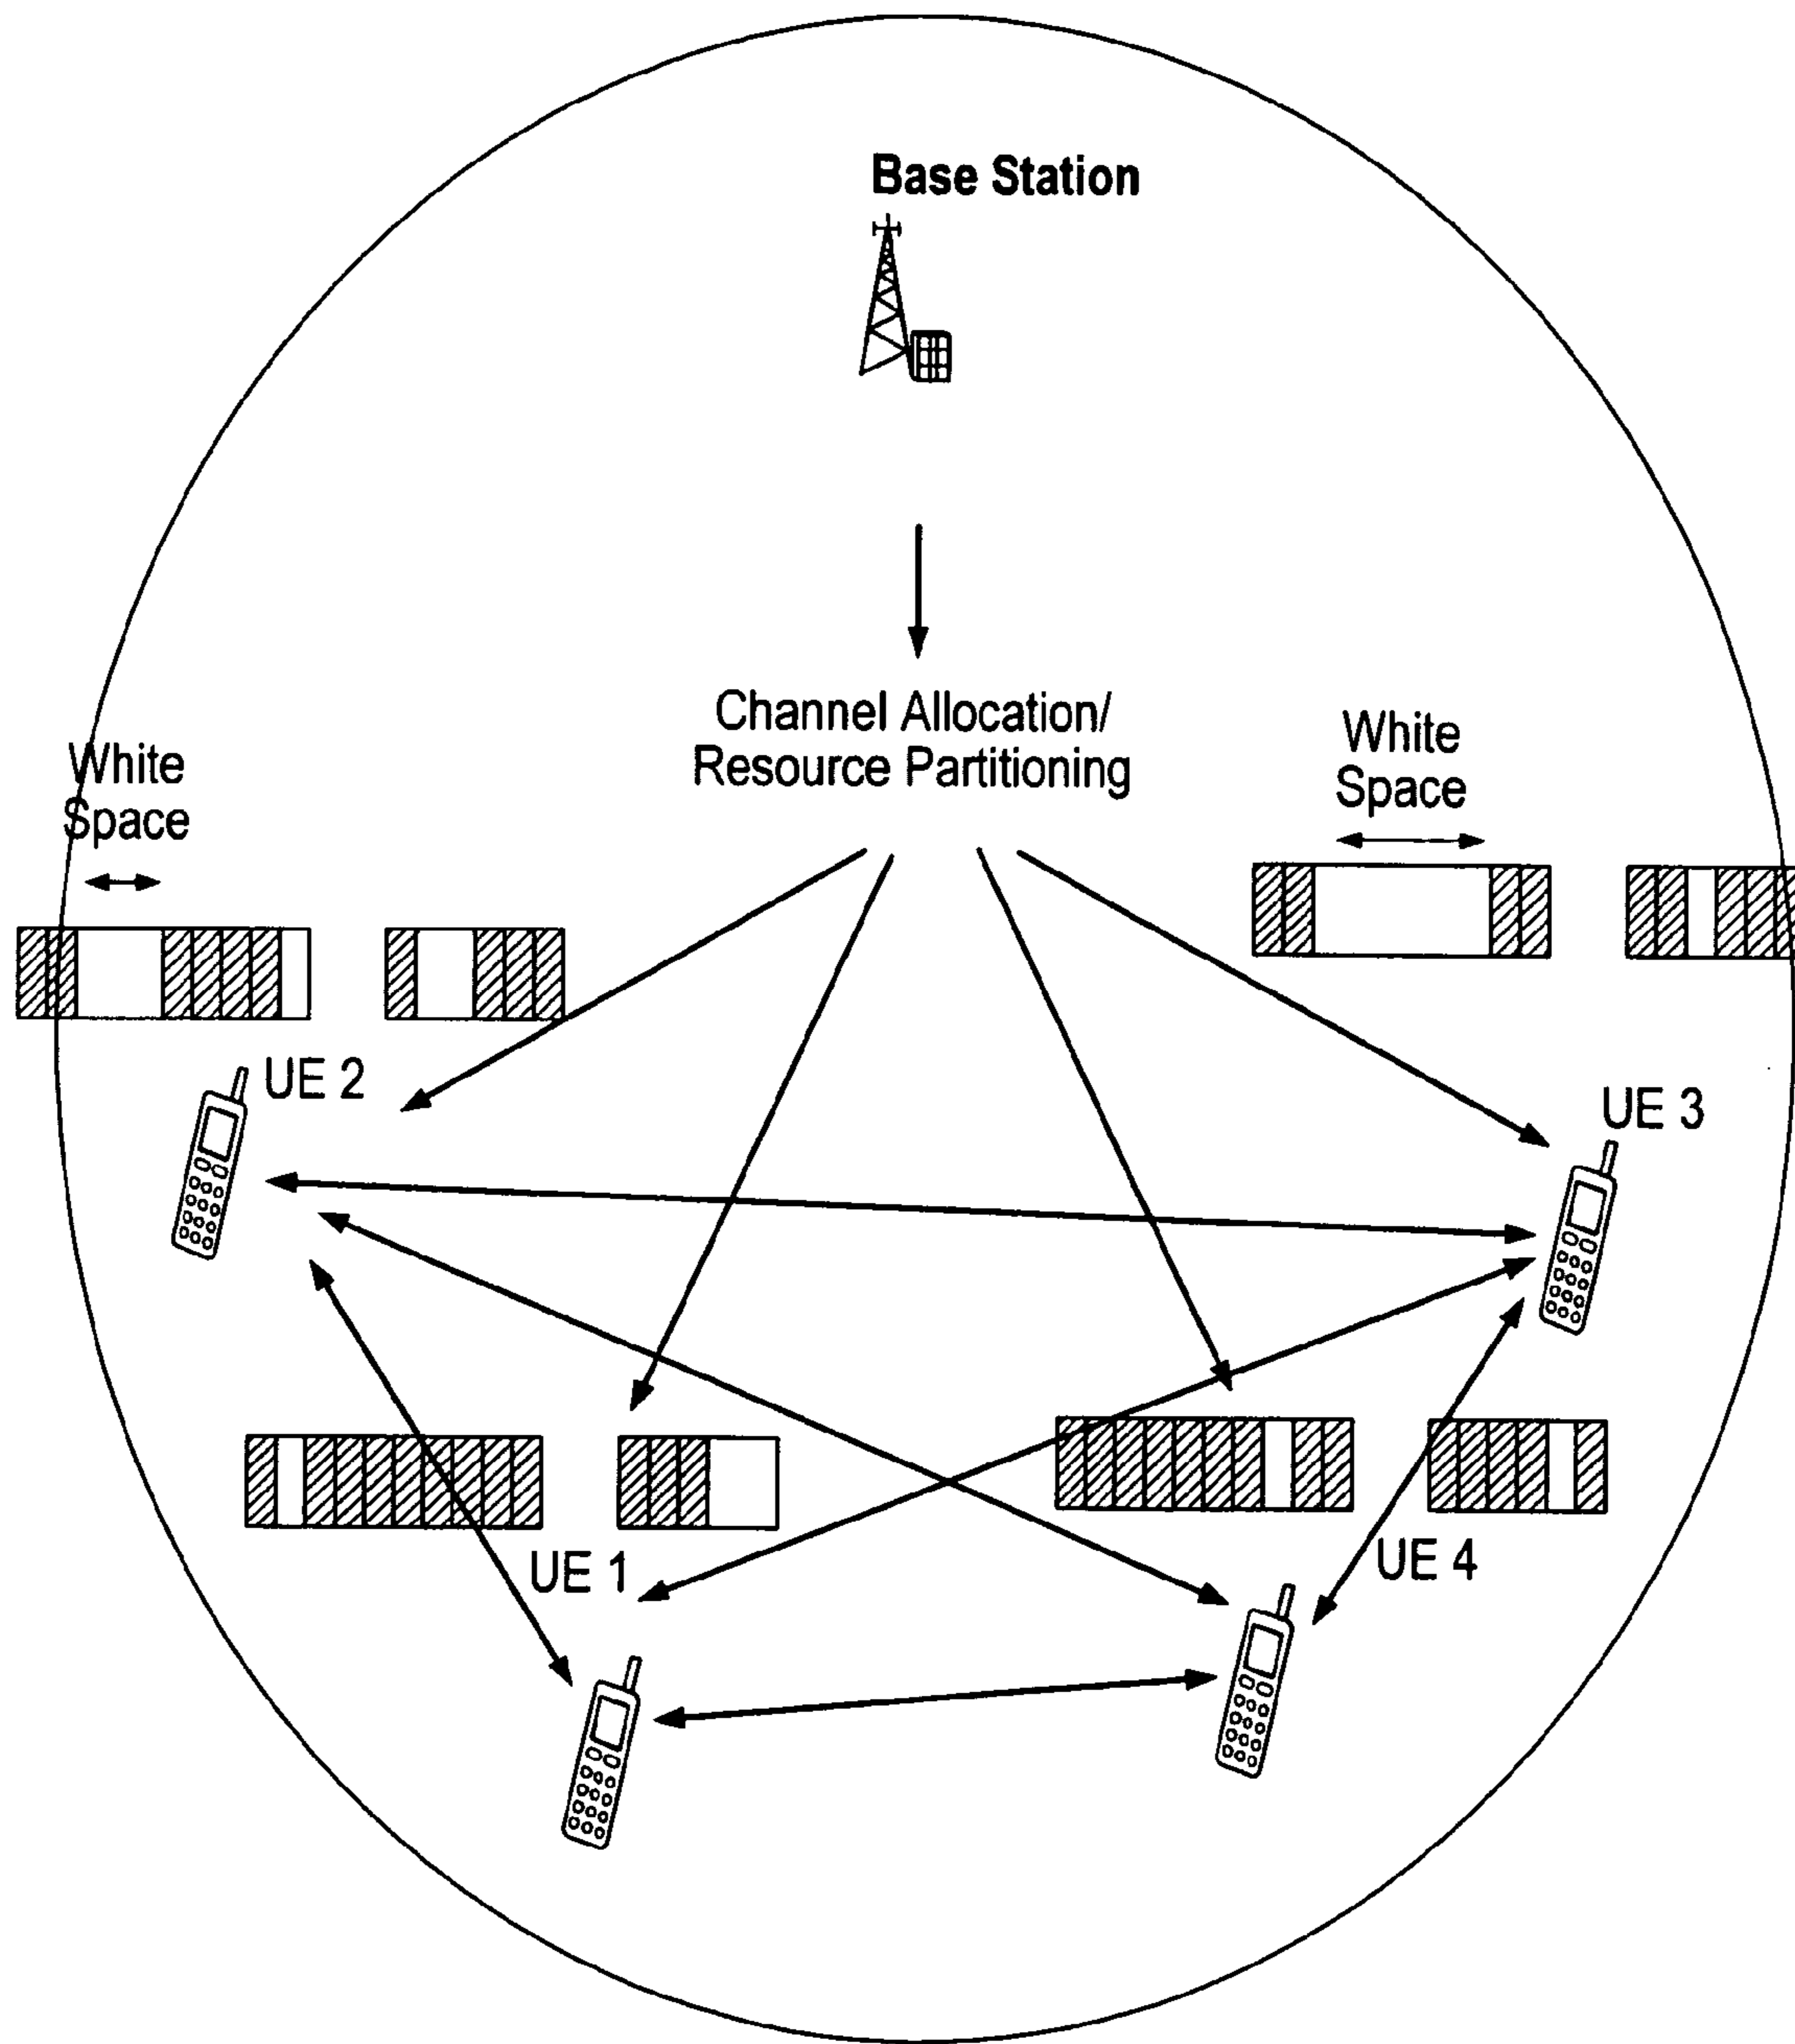 Base Station
Channel Allocation/
Resource Partitioning
White
Space
White
Space
UE 2
UE 3
UE 1
UE 4